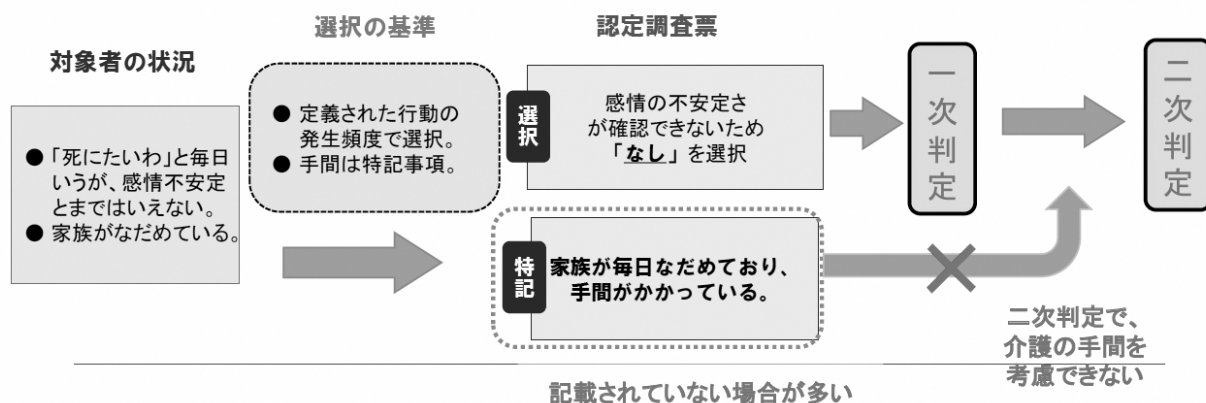 対象者の状況
●「死にたいわ」と毎日
いうが、感情不安定
とまではいえない。
● 家族がなだめている。
選択の基準
● 定義された行動の
発生頻度で選択。
● 手間は特記事項。
認定調査票
選択
感情の不安定さ
が確認できないため
「なし」を選択
特記
家族が毎日なだめており、
手間がかかっている。
一次判定
二次判定
二次判定で、
介護の手間を
考慮できない
記載されていない場合が多い